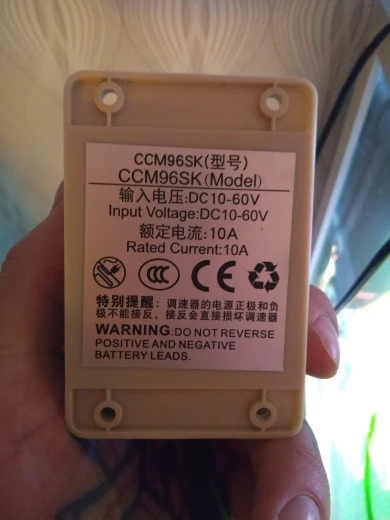 CCM96SK(型号)
CCM96SK(Model)
输入电压:DC10-60V
Input Voltage:DC10-60V
额定电流:10A
Rated Current:10A
CCC CE
特别提醒：调速器的电源正极和负
极不能接反，接反会直接损坏调速器
WARNING:DO NOT REVERSE
POSITIVE AND NEGATIVE
BATTERY LEADS.